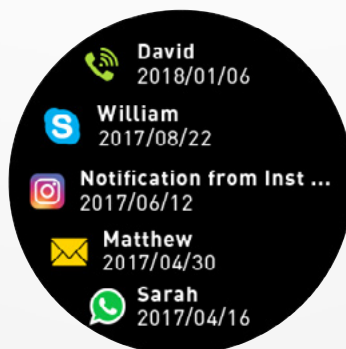 David
2018/01/06
William
2017/08/22
Notification from Inst ...
2017/06/12
Matthew
2017/04/30
Sarah
2017/04/16